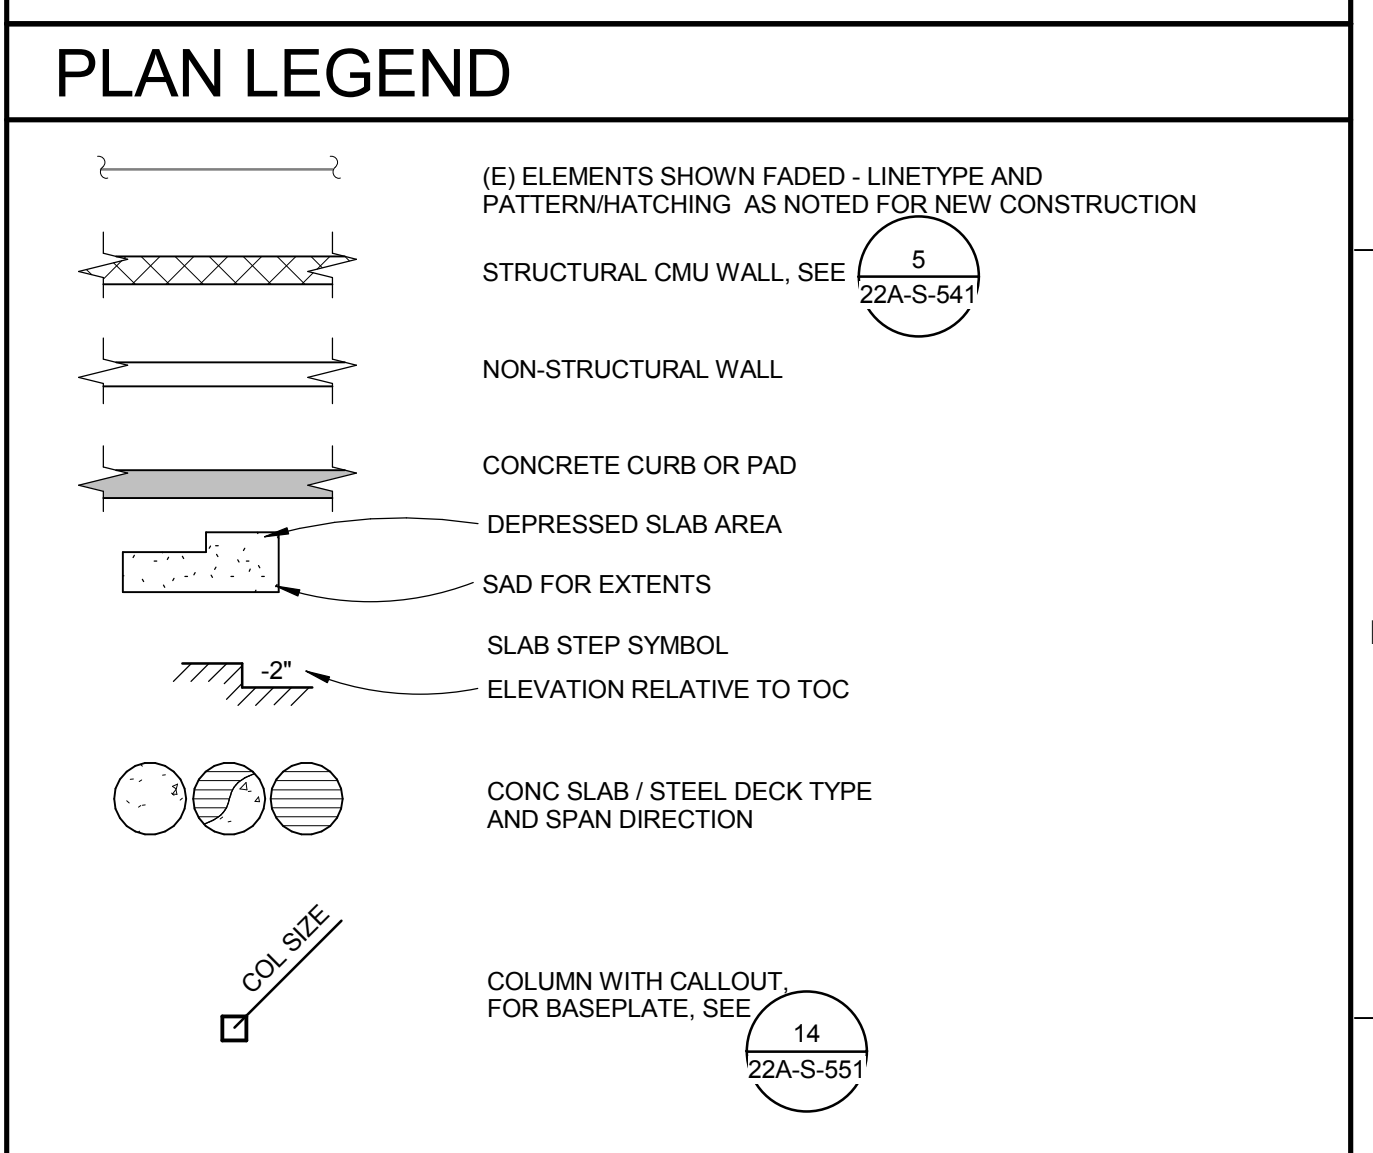 PLAN LEGEND
(E) ELEMENTS SHOWN FADED - LINETYPE AND
PATTERN/HATCHING AS NOTED FOR NEW CONSTRUCTION
STRUCTURAL CMU WALL, SEE
5
22A-S-541
NON-STRUCTURAL WALL
CONCRETE CURB OR PAD
DEPRESSED SLAB AREA
SAD FOR EXTENTS
SLAB STEP SYMBOL
-2"
ELEVATION RELATIVE TO TOC
CONC SLAB / STEEL DECK TYPE
AND SPAN DIRECTION
COL SIZE
COLUMN WITH CALLOUT,
FOR BASEPLATE, SEE
14
22A-S-551